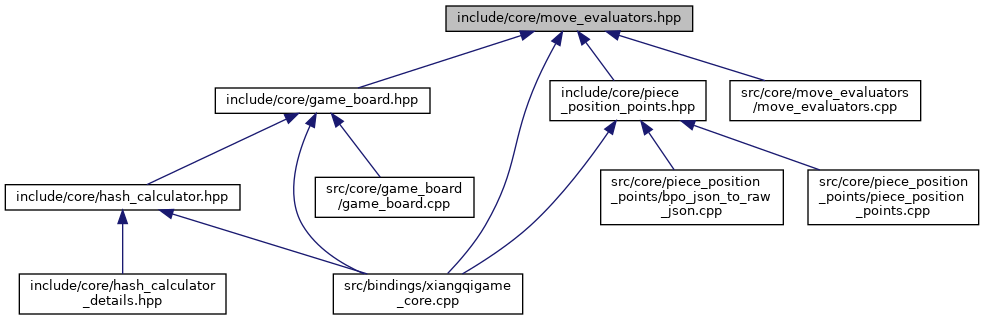 include/core/move_evaluators.hpp
include/core/game_board.hpp
include/core/piece
_position_points.hpp
src/core/move_evaluators
/move_evaluators.cpp
include/core/hash_calculator.hpp
src/core/game_board
/game_board.cpp
src/core/piece_position
_points/bpo_json_to_raw
_json.cpp
src/core/piece_position
_points/piece_position
_points.cpp
include/core/hash_calculator
_details.hpp
src/bindings/xiangqigame
_core.cpp